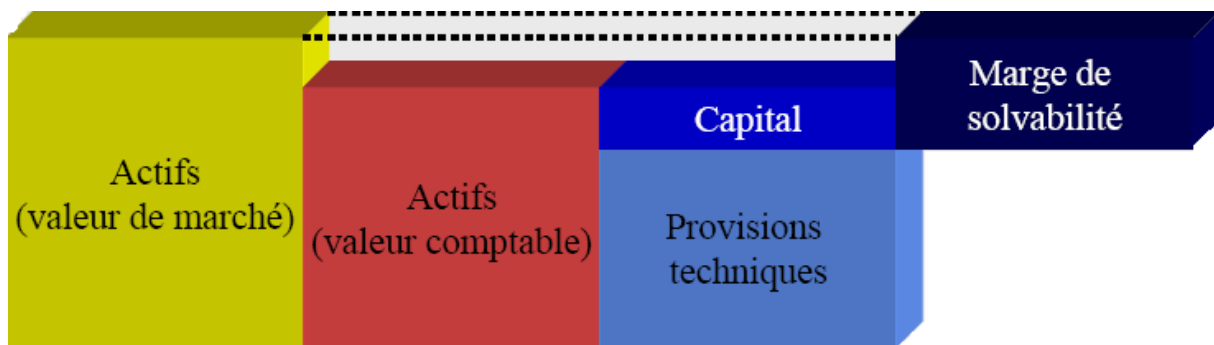 Actifs
(valeur de marché)
Actifs
(valeur comptable)
Capital
Provisions
techniques
Marge de
solvabilité